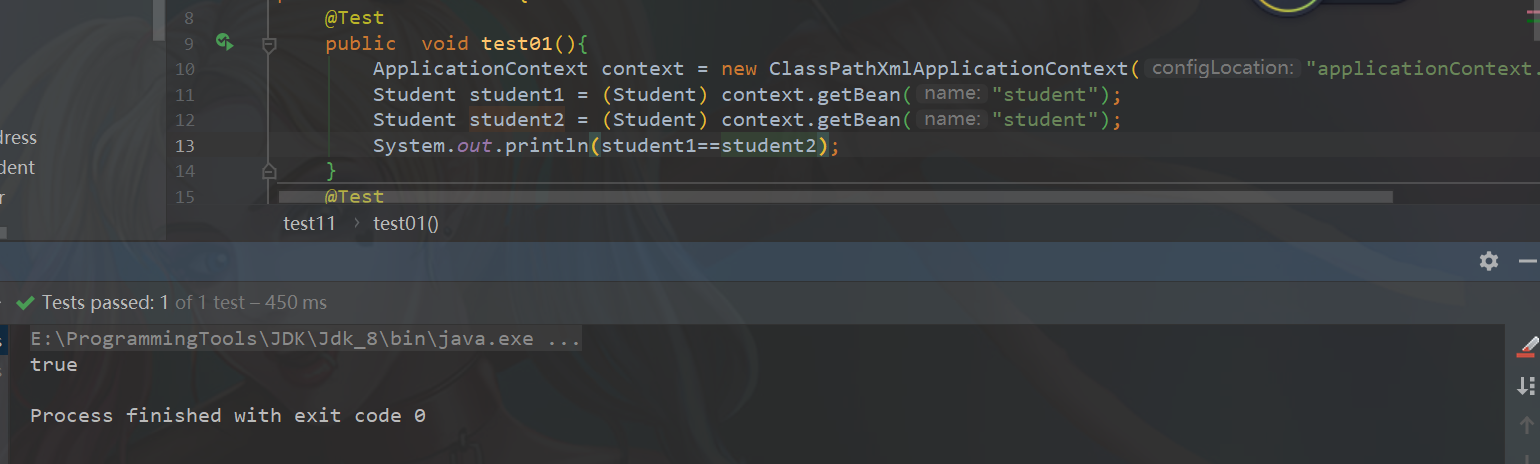 8 @Test
9 public void test01(){
10 ApplicationContext context = new ClassPathXmlApplicationContext( configLocation: "applicationContext.
11 Student student1 = (Student) context.getBean( name: "student");
12 Student student2 = (Student) context.getBean( name: "student");
dress
13 System.out.println(student1==student2);
dent
14 }
r
15 @Test
test11 › test01()
Tests passed: 1 of 1 test – 450 ms
E:\ProgrammingTools\JDK\Jdk_8\bin\java.exe ...
true
Process finished with exit code 0